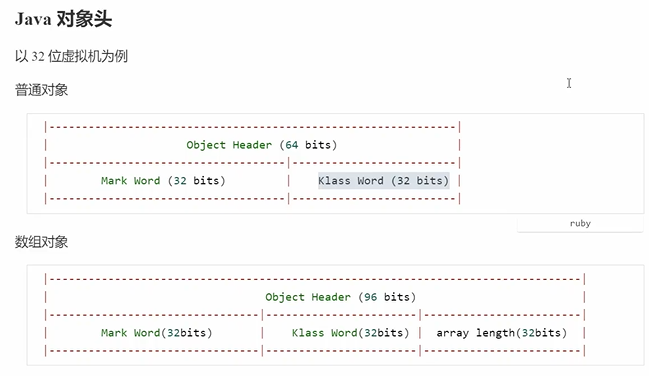 Java 对象头
以 32 位虚拟机为例
普通对象
|--------------------------------------------------------------|
| Object Header (64 bits) |
|------------------------------------|-------------------------|
| Mark Word (32 bits) | Klass Word (32 bits) |
|------------------------------------|-------------------------|
ruby
数组对象
|---------------------------------------------------------------------------------|
| Object Header (96 bits) |
|--------------------------------|-----------------------|------------------------|
| Mark Word(32bits) | Klass Word(32bits) | array length(32bits) |
|--------------------------------|-----------------------|------------------------|